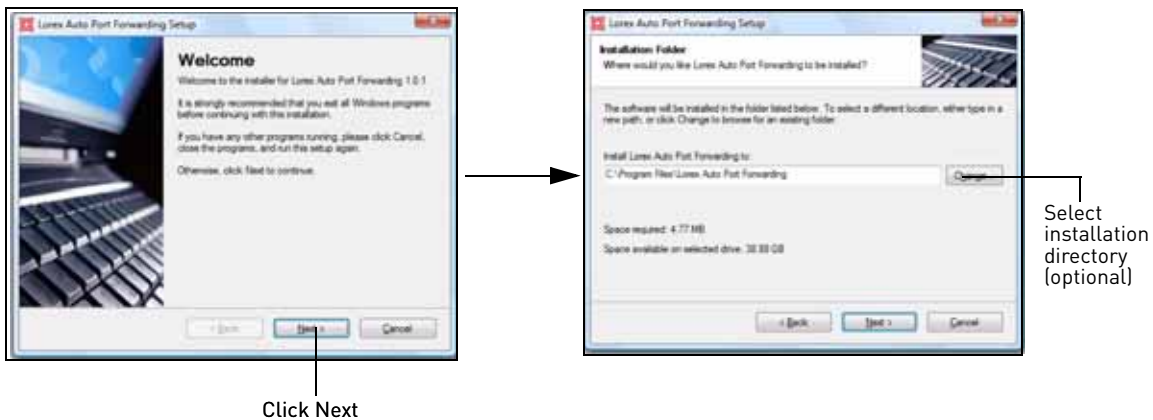 Lorex Auto Port Forwarding Setup
Welcome
Welcome to the installer for Lorex Auto Port Forwarding 1.0.1
It is strongly recommended that you exit all Windows programs
before continuing with this installation.
If you have any other programs running, please click Cancel,
close the programs, and run this setup again.
Otherwise, click Next to continue.
< Back
Next >
Cancel
Click Next
Lorex Auto Port Forwarding Setup
Installation Folder
Where would you like Lorex Auto Port Forwarding to be installed?
The software will be installed in the folder listed below. To select a different location, either type in a
new path, or click Change to browse for an existing folder.
Install Lorex Auto Port Forwarding to:
C:\Program Files\Lorex Auto Port Forwarding
Change...
Space required: 4.77 MB
Space available on selected drive: 38.88 GB
< Back
Next >
Cancel
Select
installation
directory
(optional)